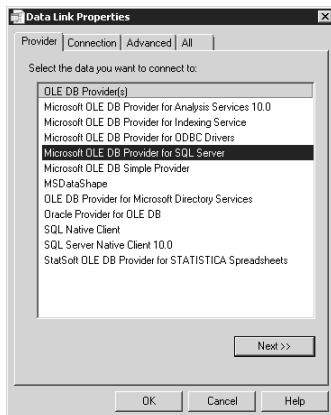 Data Link Properties
Provider Connection Advanced All
Select the data you want to connect to:
OLE DB Provider(s)
Microsoft OLE DB Provider for Analysis Services 10.0
Microsoft OLE DB Provider for Indexing Service
Microsoft OLE DB Provider for ODBC Drivers
Microsoft OLE DB Provider for SQL Server
Microsoft OLE DB Simple Provider
MSDataShape
OLE DB Provider for Microsoft Directory Services
Oracle Provider for OLE DB
SQL Native Client
SQL Server Native Client 10.0
StatSoft OLE DB Provider for STATISTICA Spreadsheets
Next >>
OK Cancel Help